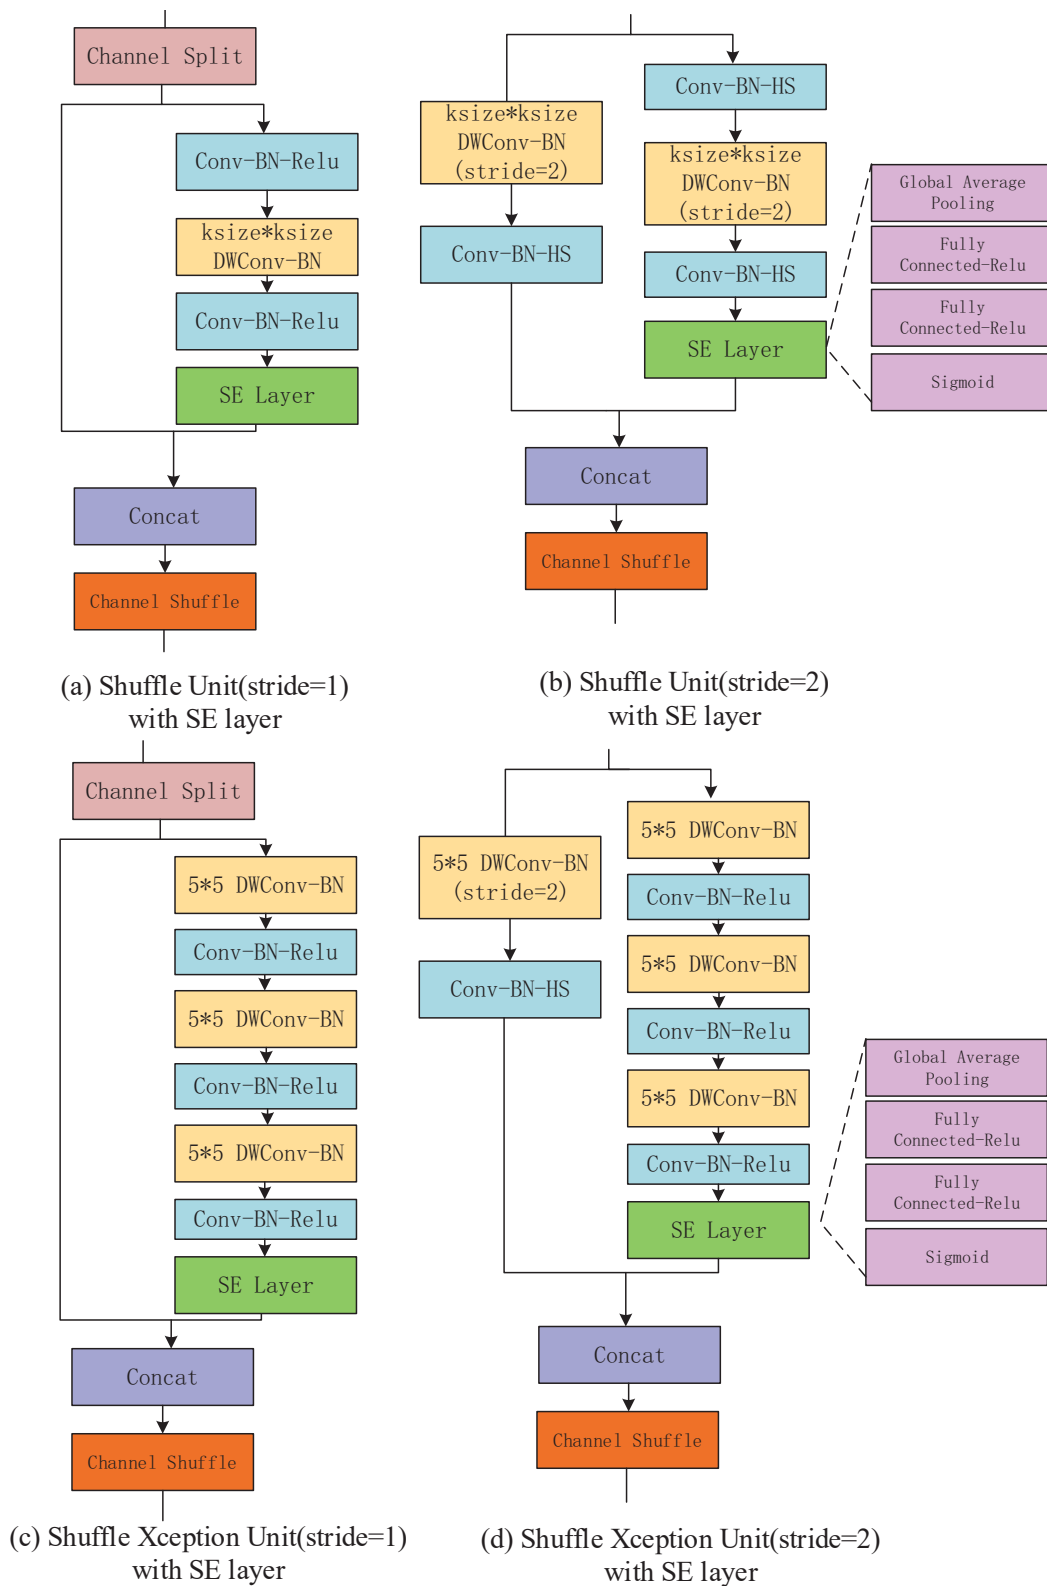 Channel Split
Conv-BN-Relu
ksize*ksize
DWConv-BN
Conv-BN-Relu
SE Layer
Concat
Channel Shuffle
(a) Shuffle Unit(stride=1)
with SE layer
ksize*ksize
DWConv-BN
(stride=2)
Conv-BN-HS
Conv-BN-HS
ksize*ksize
DWConv-BN
(stride=2)
Conv-BN-HS
SE Layer
Global Average
Pooling
Fully
Connected-Relu
Fully
Connected-Relu
Sigmoid
Concat
Channel Shuffle
(b) Shuffle Unit(stride=2)
with SE layer
Channel Split
5*5 DWConv-BN
Conv-BN-Relu
5*5 DWConv-BN
Conv-BN-Relu
5*5 DWConv-BN
Conv-BN-Relu
SE Layer
Concat
Channel Shuffle
(c) Shuffle Xception Unit(stride=1)
with SE layer
5*5 DWConv-BN
(stride=2)
Conv-BN-HS
5*5 DWConv-BN
Conv-BN-Relu
5*5 DWConv-BN
Conv-BN-Relu
5*5 DWConv-BN
Conv-BN-Relu
SE Layer
Global Average
Pooling
Fully
Connected-Relu
Fully
Connected-Relu
Sigmoid
Concat
Channel Shuffle
(d) Shuffle Xception Unit(stride=2)
with SE layer